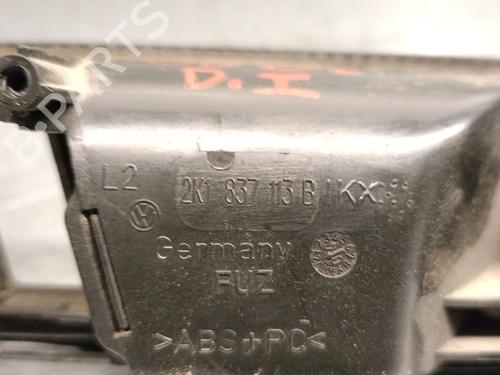 D.I
L2
2K1 837 113 B
KX
Germany
FUZ
>ABS+PC<
B-PARTS